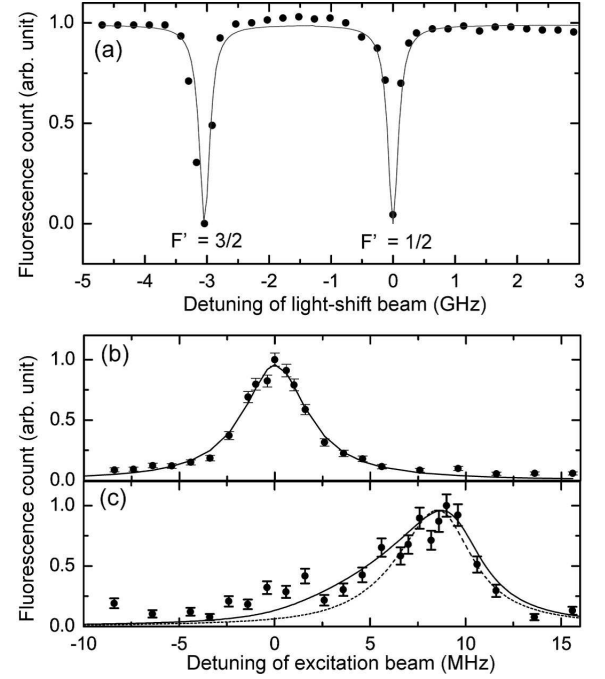 Fluorescence count (arb. unit)
1.0
0.5
0.0
(a)
F' = 3/2
F' = 1/2
-5 -4 -3 -2 -1 0 1 2 3
Detuning of light-shift beam (GHz)
Fluorescence count (arb. unit)
(b)
1.0
0.5
0.0
(c)
1.0
0.5
0.0
-10 -5 0 5 10 15
Detuning of excitation beam (MHz)